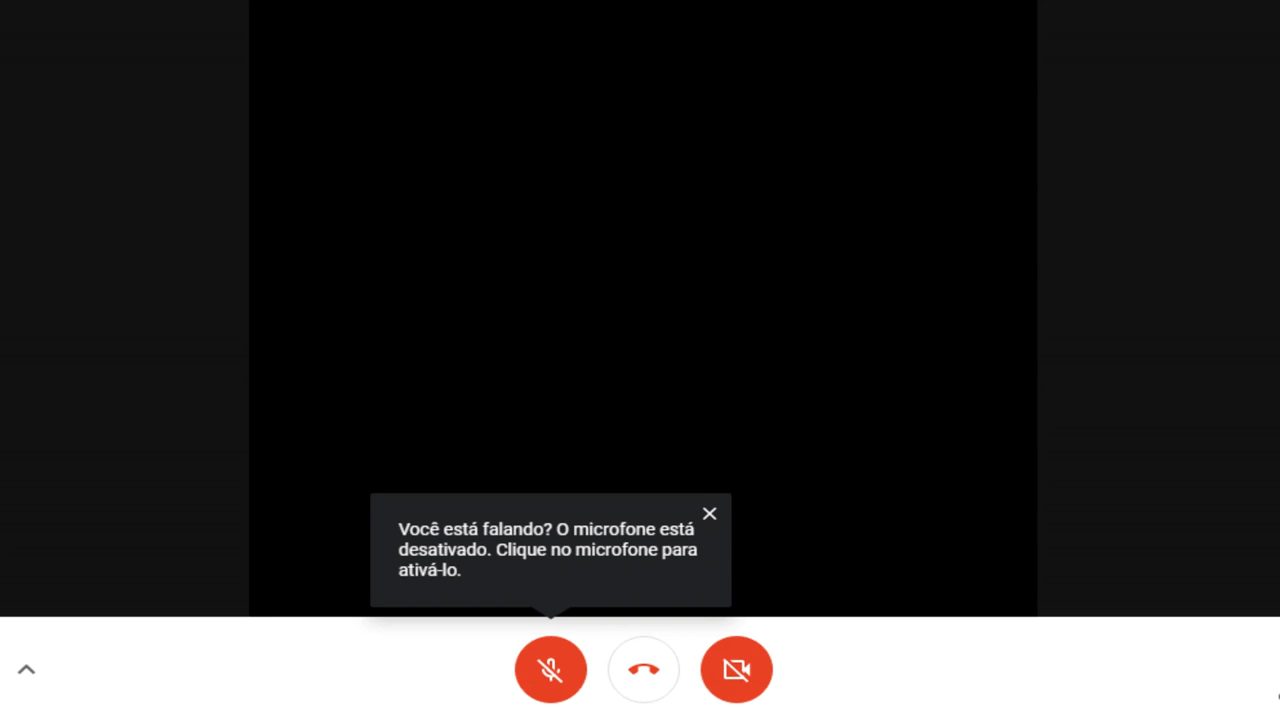 Você está falando? O microfone está
desativado. Clique no microfone para
ativá-lo.